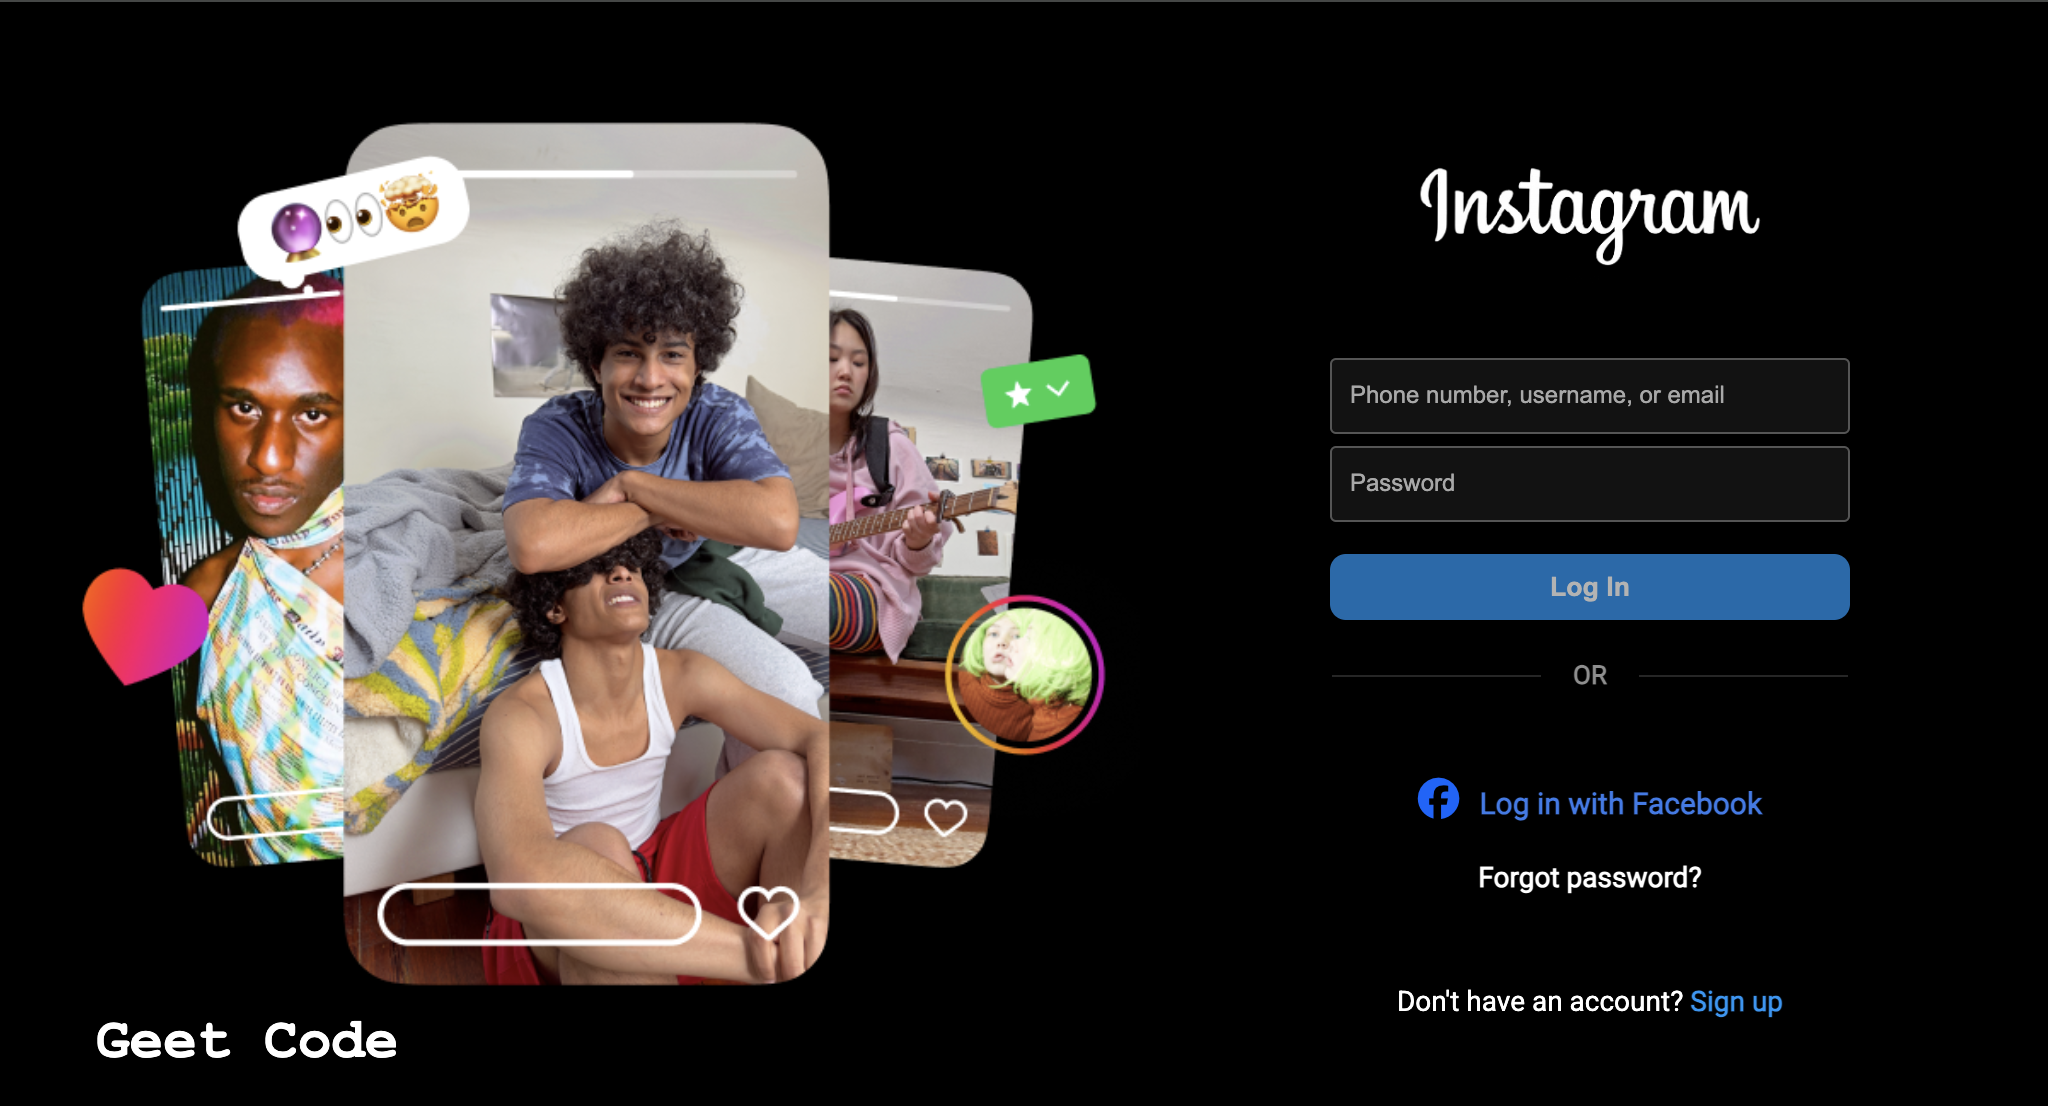 Instagram
Phone number, username, or email
Password
Log In
OR
Log in with Facebook
Forgot password?
Don't have an account? Sign up
Geet Code